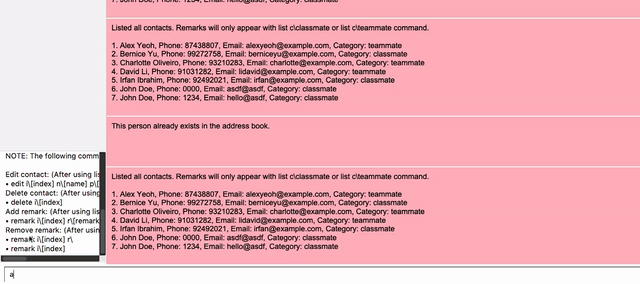 7. John Doe, Phone: 1234, Email: hello@asdf, Category: classmate
Listed all contacts. Remarks will only appear with list c\classmate or list c\teammate command.
1. Alex Yeoh, Phone: 87438807, Email: alexyeoh@example.com, Category: teammate
2. Bernice Yu, Phone: 99272758, Email: berniceyu@example.com, Category: classmate
3. Charlotte Oliveiro, Phone: 93210283, Email: charlotte@example.com, Category: teammate
4. David Li, Phone: 91031282, Email: lidavid@example.com, Category: teammate
5. Irfan Ibrahim, Phone: 92492021, Email: irfan@example.com, Category: classmate
6. John Doe, Phone: 0000, Email: asdf@asdf, Category: classmate
7. John Doe, Phone: 1234, Email: hello@asdf, Category: classmate
This person already exists in the address book.
Listed all contacts. Remarks will only appear with list c\classmate or list c\teammate command.
1. Alex Yeoh, Phone: 87438807, Email: alexyeoh@example.com, Category: teammate
2. Bernice Yu, Phone: 99272758, Email: berniceyu@example.com, Category: classmate
3. Charlotte Oliveiro, Phone: 93210283, Email: charlotte@example.com, Category: teammate
4. David Li, Phone: 91031282, Email: lidavid@example.com, Category: teammate
5. Irfan Ibrahim, Phone: 92492021, Email: irfan@example.com, Category: classmate
6. John Doe, Phone: 0000, Email: asdf@asdf, Category: classmate
7. John Doe, Phone: 1234, Email: hello@asdf, Category: classmate
NOTE: The following comm
Edit contact: (After using
• edit i\[index] n\[name] p\[
Delete contact: (After using
• delete i\[index]
Add remark: (After using lis
• remark i\[index] r\[remark
Remove remark: (After using
• remark i\[index] r\
• remark i\[index]
a